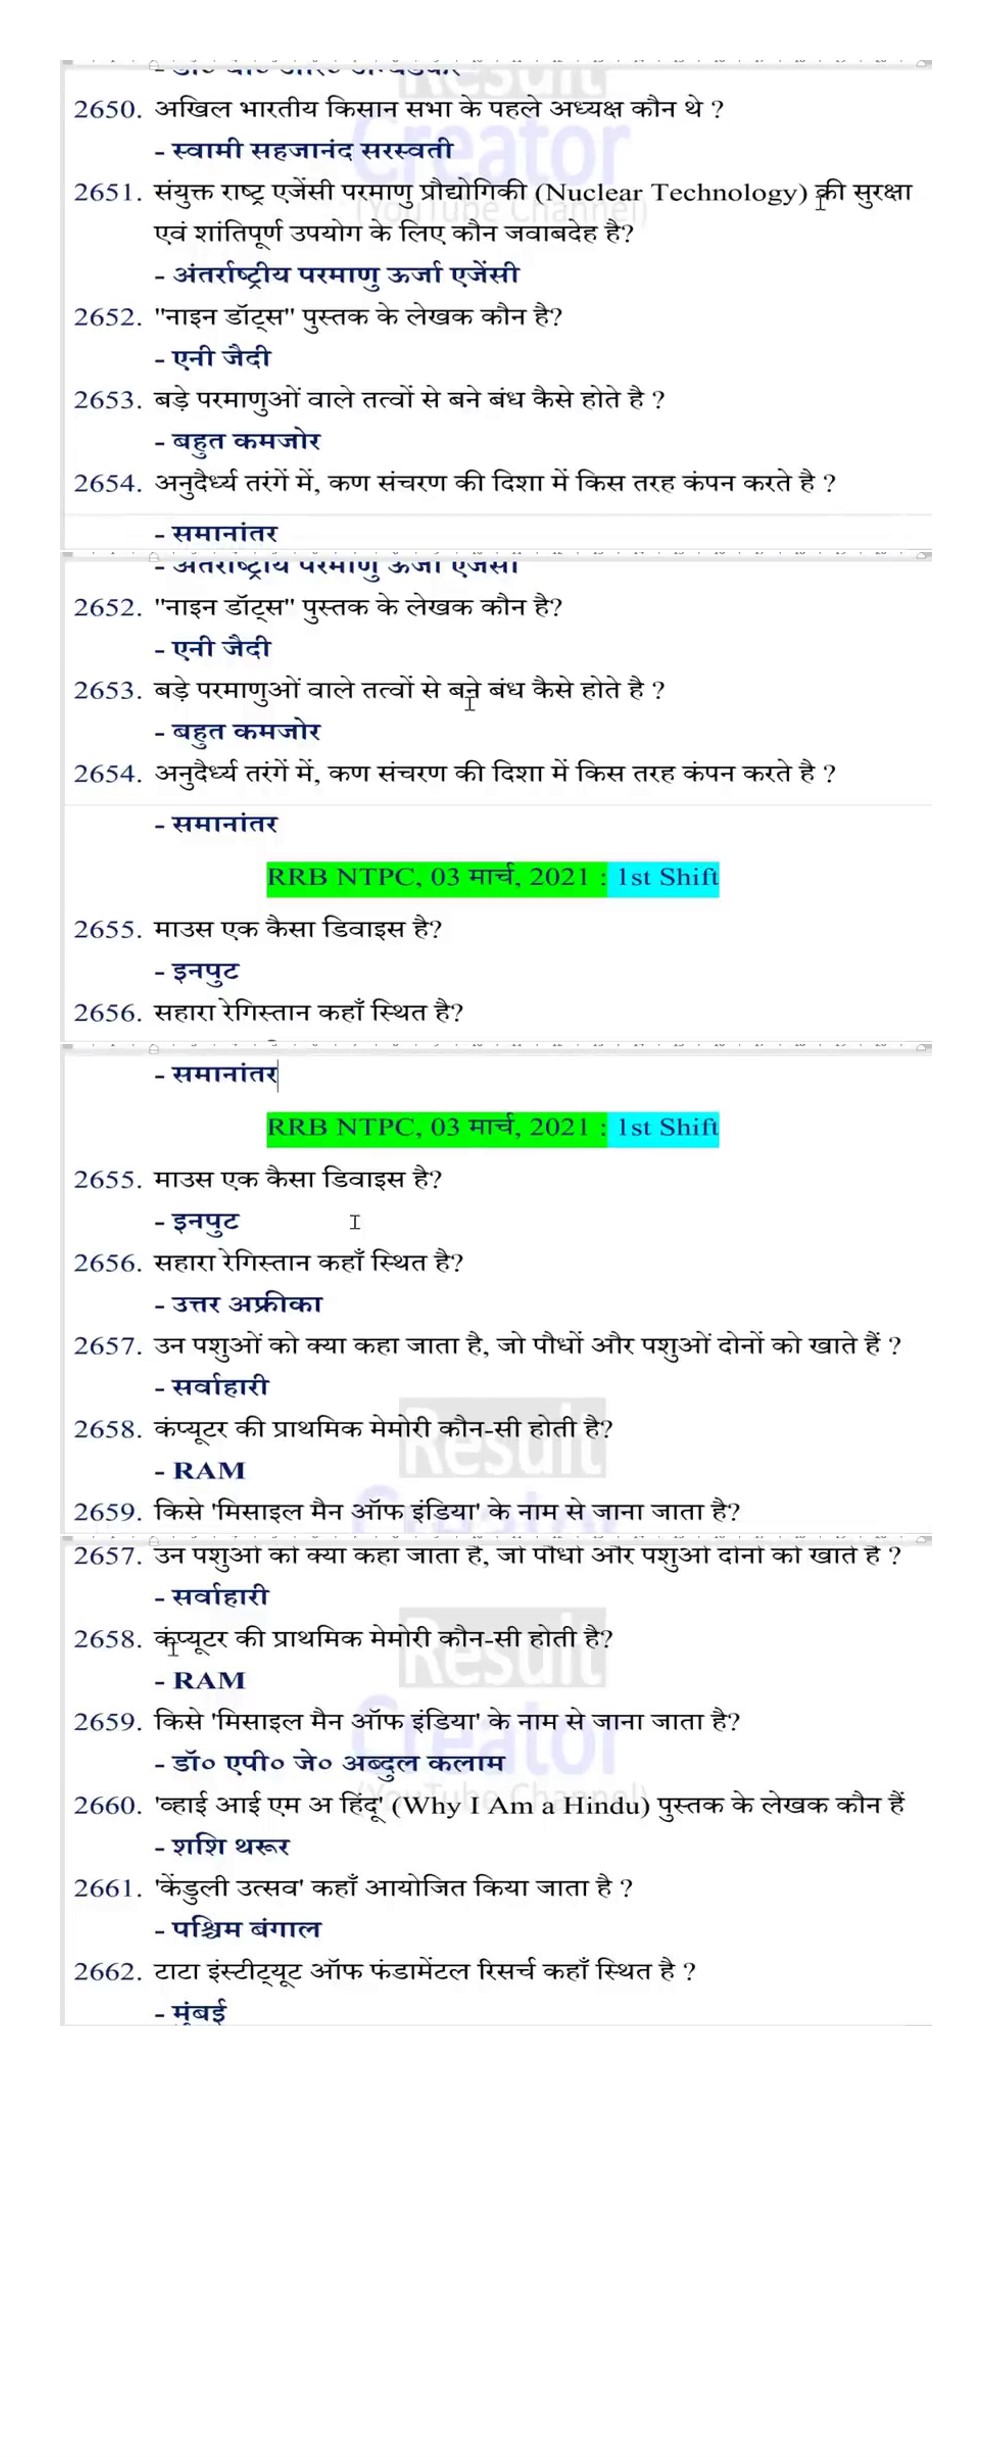 2650. अखिल भारतीय किसान सभा के पहले अध्यक्ष कौन थे ?
- स्वामी सहजानंद सरस्वती
2651. संयुक्त राष्ट्र एजेंसी परमाणु प्रौद्योगिकी (Nuclear Technology) की सुरक्षा
एवं शांतिपूर्ण उपयोग के लिए कौन जवाबदेह है?
- अंतर्राष्ट्रीय परमाणु ऊर्जा एजेंसी
2652. "नाइन डॉट्स" पुस्तक के लेखक कौन है?
- एनी जैदी
2653. बड़े परमाणुओं वाले तत्वों से बने बंध कैसे होते है ?
- बहुत कमजोर
2654. अनुदैर्ध्य तरंगें में, कण संचरण की दिशा में किस तरह कंपन करते है ?
- समानांतर
- अंतर्राष्ट्रीय परमाणु ऊर्जा एजेंसी
2652. "नाइन डॉट्स" पुस्तक के लेखक कौन है?
- एनी जैदी
2653. बड़े परमाणुओं वाले तत्वों से बने बंध कैसे होते है ?
- बहुत कमजोर
2654. अनुदैर्ध्य तरंगें में, कण संचरण की दिशा में किस तरह कंपन करते है ?
- समानांतर
RRB NTPC, 03 मार्च, 2021 : 1st Shift
2655. माउस एक कैसा डिवाइस है?
- इनपुट
2656. सहारा रेगिस्तान कहाँ स्थित है?
- समानांतर
RRB NTPC, 03 मार्च, 2021 : 1st Shift
2655. माउस एक कैसा डिवाइस है?
- इनपुट
2656. सहारा रेगिस्तान कहाँ स्थित है?
- उत्तर अफ्रीका
2657. उन पशुओं को क्या कहा जाता है, जो पौधों और पशुओं दोनों को खाते हैं ?
- सर्वाहारी
2658. कंप्यूटर की प्राथमिक मेमोरी कौन-सी होती है?
- RAM
2659. किसे 'मिसाइल मैन ऑफ इंडिया' के नाम से जाना जाता है?
2657. उन पशुओं को क्या कहा जाता है, जो पौधों और पशुओं दोनों को खाते हैं ?
- सर्वाहारी
2658. कंप्यूटर की प्राथमिक मेमोरी कौन-सी होती है?
- RAM
2659. किसे 'मिसाइल मैन ऑफ इंडिया' के नाम से जाना जाता है?
- डॉ० एपी० जे० अब्दुल कलाम
2660. 'व्हाई आई एम अ हिंदू' (Why I Am a Hindu) पुस्तक के लेखक कौन हैं
- शशि थरूर
2661. 'केंडुली उत्सव' कहाँ आयोजित किया जाता है ?
- पश्चिम बंगाल
2662. टाटा इंस्टीट्यूट ऑफ फंडामेंटल रिसर्च कहाँ स्थित है ?
- मुंबई